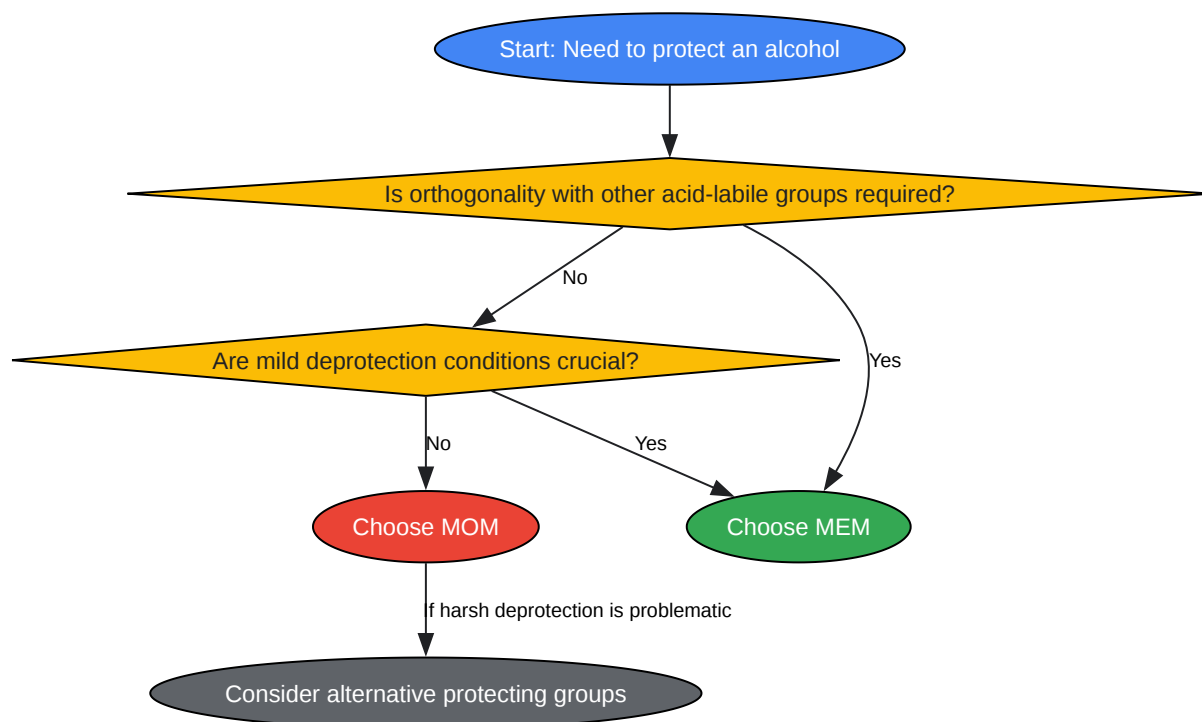 Start: Need to protect an alcohol
Is orthogonality with other acid-labile groups required?
No
Are mild deprotection conditions crucial?
Yes
No
Yes
Choose MOM
Choose MEM
If harsh deprotection is problematic
Consider alternative protecting groups